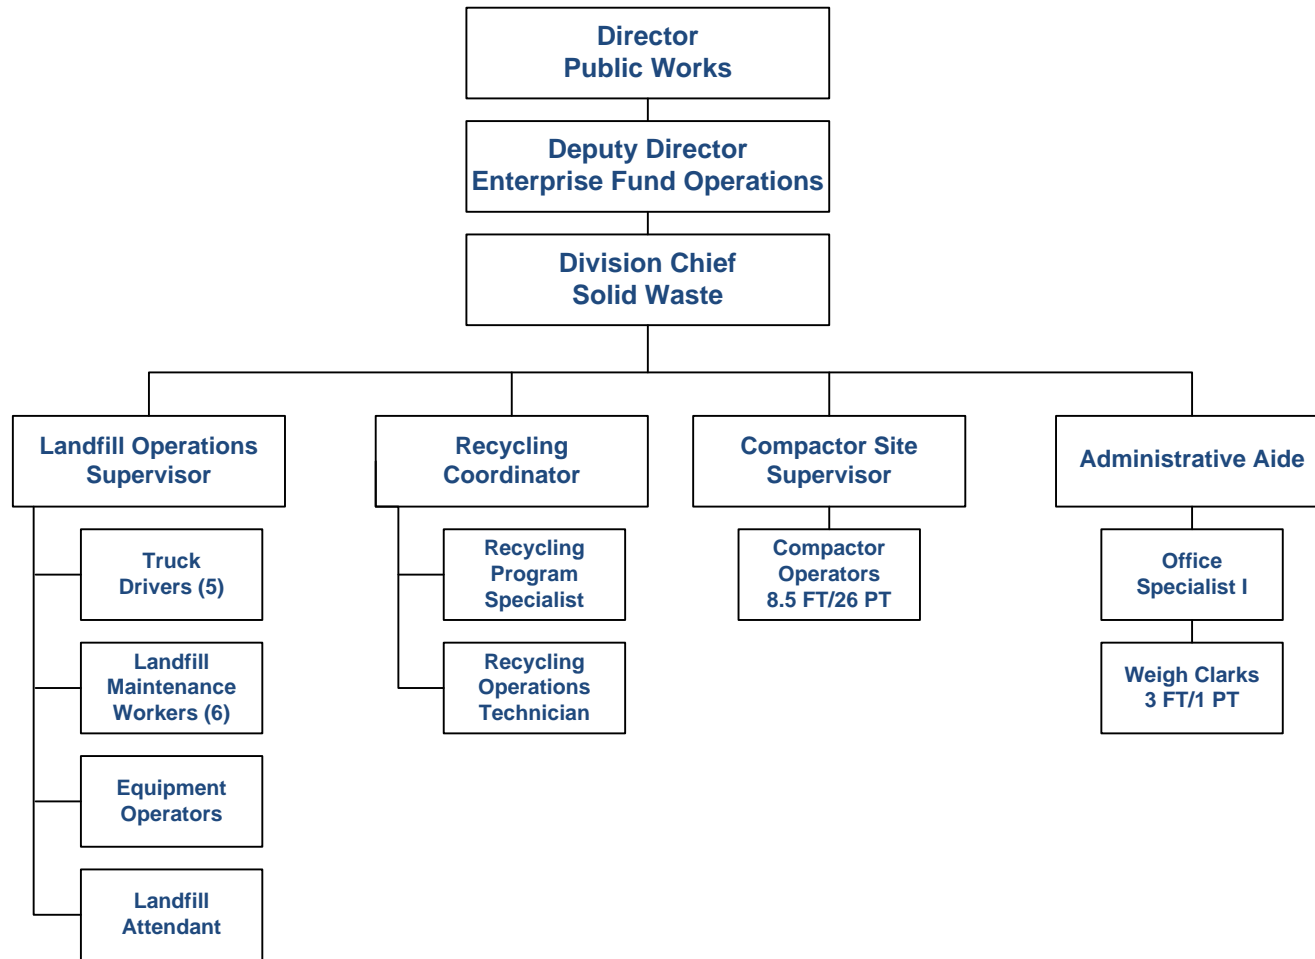 Director
Public Works
Deputy Director
Enterprise Fund Operations
Division Chief
Solid Waste
Landfill Operations
Supervisor
Recycling
Coordinator
Compactor Site
Supervisor
Administrative Aide
Truck
Drivers (5)
Landfill
Maintenance
Workers (6)
Equipment
Operators
Landfill
Attendant
Recycling
Program
Specialist
Recycling
Operations
Technician
Compactor
Operators
8.5 FT/26 PT
Office
Specialist I
Weigh Clarks
3 FT/1 PT